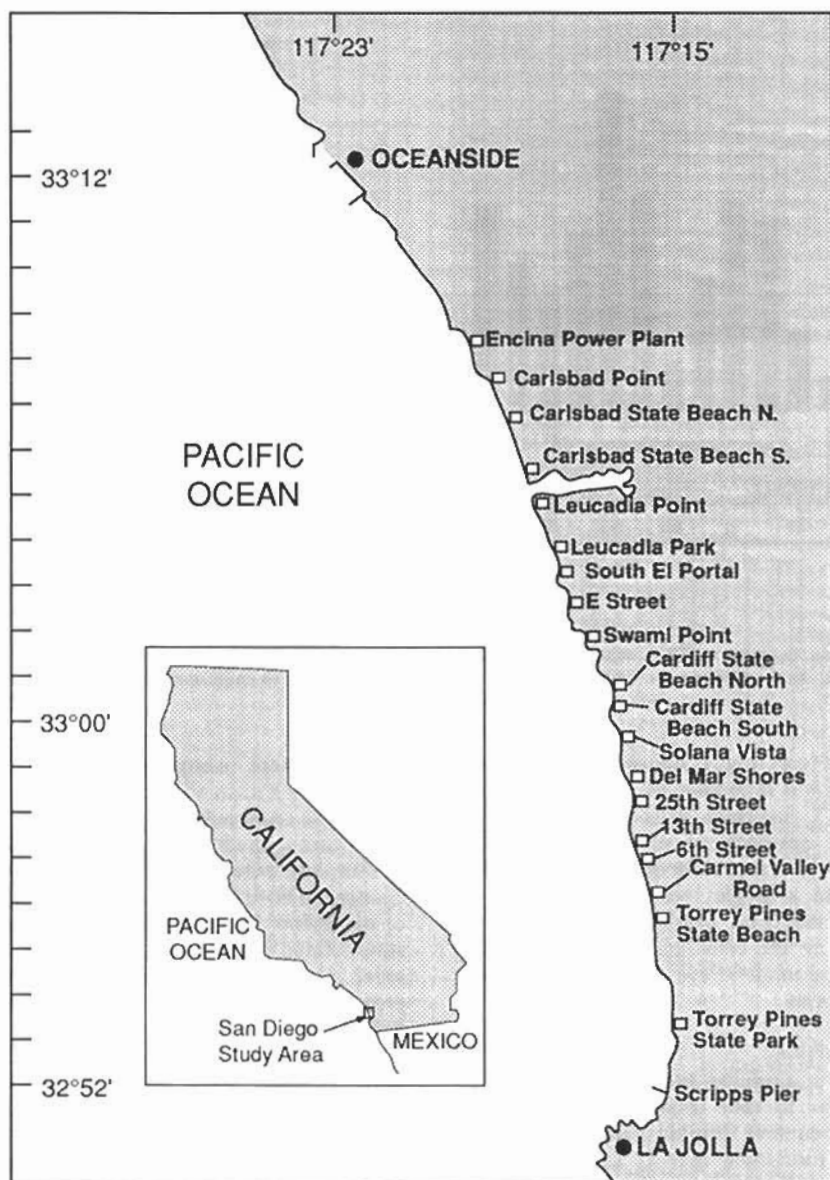 117°23'
117°15'
OCEANSIDE
33°12'
Encina Power Plant
Carlsbad Point
Carlsbad State Beach N.
PACIFIC
OCEAN
Carlsbad State Beach S.
Leucadia Point
Leucadia Park
South El Portal
E Street
Swami Point
Cardiff State
Beach North
33°00'
Cardiff State
Beach South
Solana Vista
Del Mar Shores
25th Street
13th Street
6th Street
Carmel Valley
Road
Torrey Pines
State Beach
CALIFORNIA
PACIFIC
OCEAN
San Diego
Study Area
MEXICO
Torrey Pines
State Park
32°52'
Scripps Pier
LA JOLLA